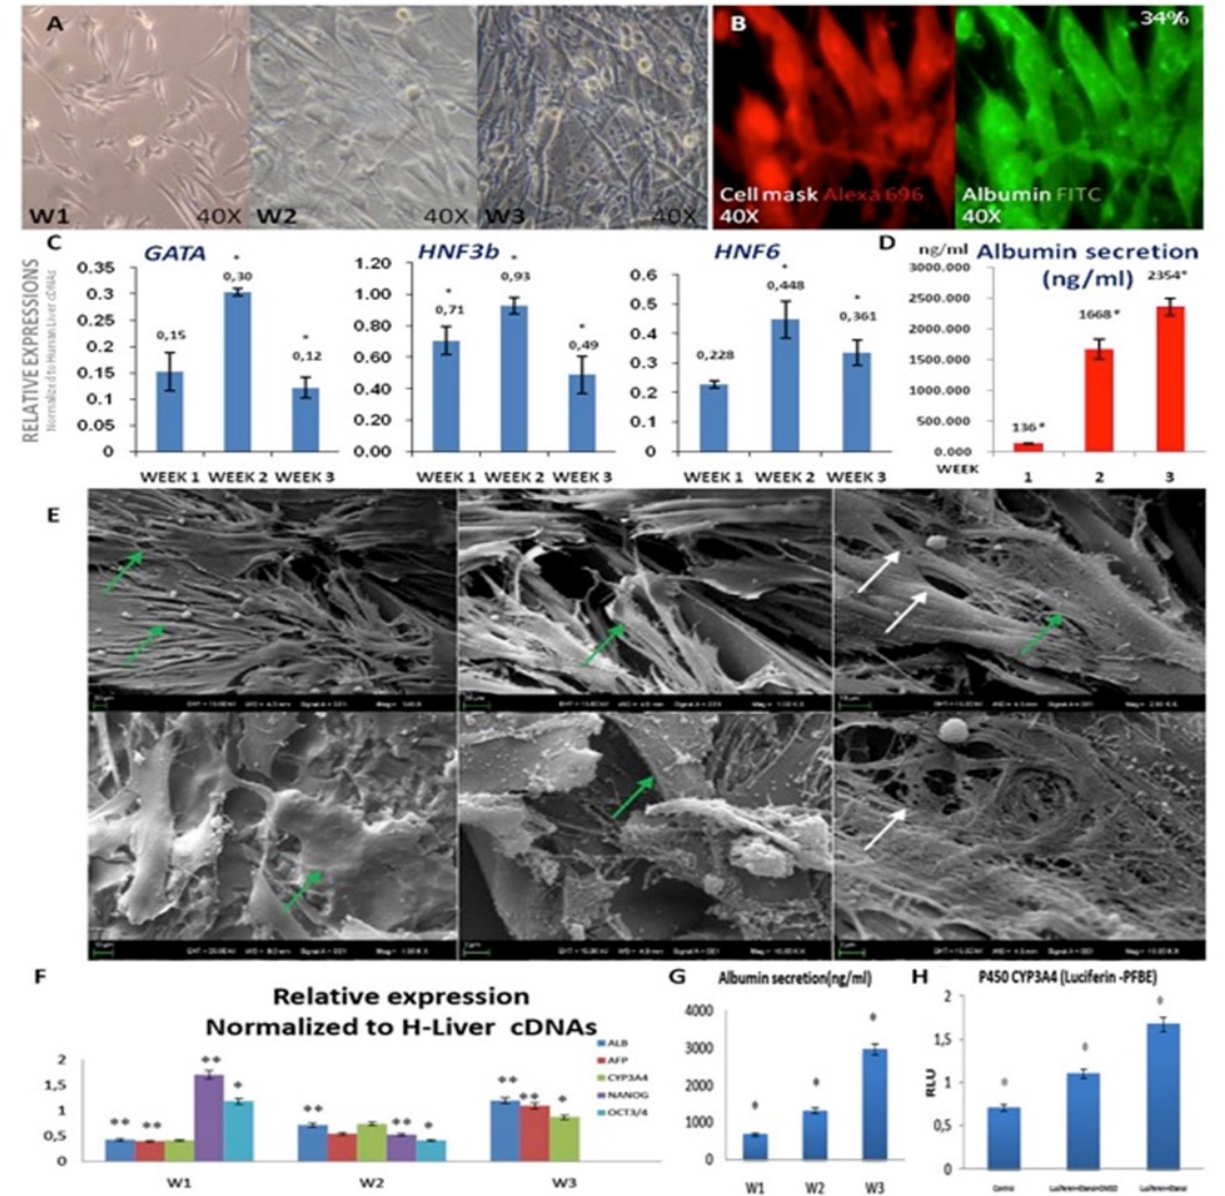 A
W1
40X
W2
40X
W3
40X
B
34%
Cell mask Alexa 696
40X
Albumin FITC
40X
C
RELATIVE EXPRESSIONS
Normalized to Human Liver cDNAs
GATA
0.35
0.3
0.25
0.2
0.15
0.1
0.05
0
0,15
*
0,30
*
0,12
WEEK 1 WEEK 2 WEEK 3
HNF3b
1.20
1.00
0.80
0.60
0.40
0.20
0.00
*
0,71
*
0,93
*
0,49
WEEK 1 WEEK 2 WEEK 3
HNF6
0.6
0.5
0.4
0.3
0.2
0.1
0
0,228
*
0,448
*
0,361
WEEK 1 WEEK 2 WEEK 3
D
ng/ml
Albumin secretion
(ng/ml)
3000.000
2500.000
2000.000
1500.000
1000.000
500.000
0.000
136*
1668*
2354*
WEEK
1 2 3
E
F
Relative expression
Normalized to H-Liver cDNAs
2
1,5
1
0,5
0
** ** ** *
** ** *
** ** *
W1 W2 W3
ALB
AFP
CYP3A4
NANOG
OCT3/4
G
Albumin secretion(ng/ml)
4000
3000
2000
1000
0
* * *
W1 W2 W3
H
P450 CYP3A4 (Luciferin -PFBE)
RLU
2
1,5
1
0,5
0
* * *
Control